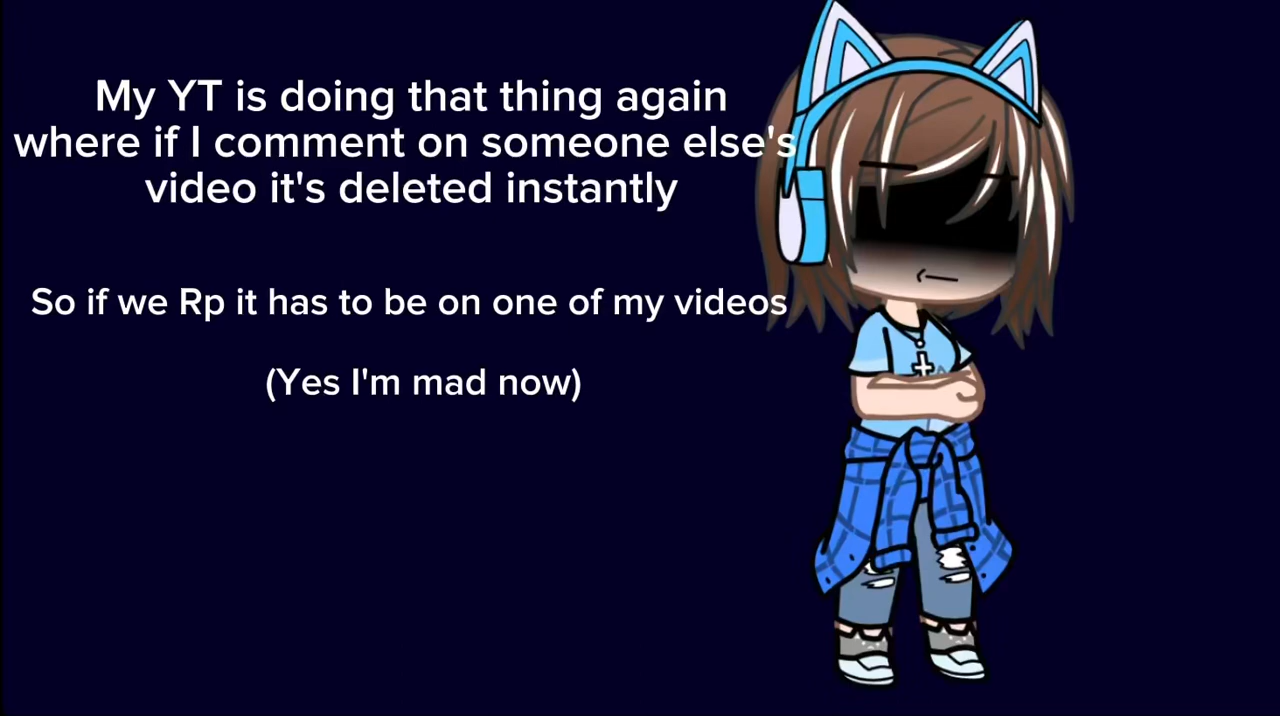 My YT is doing that thing again
where if I comment on someone else's
video it's deleted instantly
So if we Rp it has to be on one of my videos
(Yes I'm mad now)